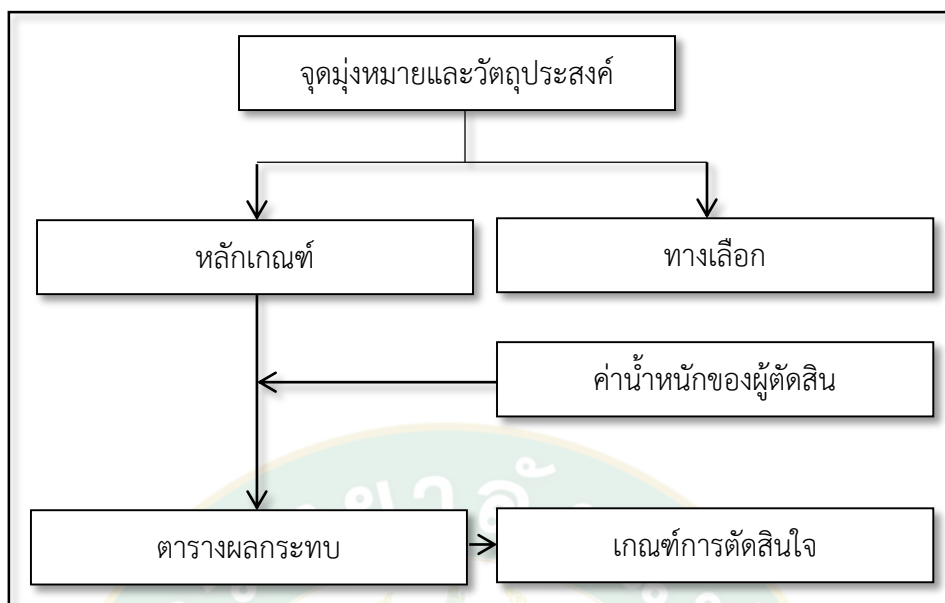 จุดมุ่งหมายและวัตถุประสงค์
หลักเกณฑ์
ทางเลือก
ค่าน้ำหนักของผู้ตัดสิน
ตารางผลกระทบ
เกณฑ์การตัดสินใจ